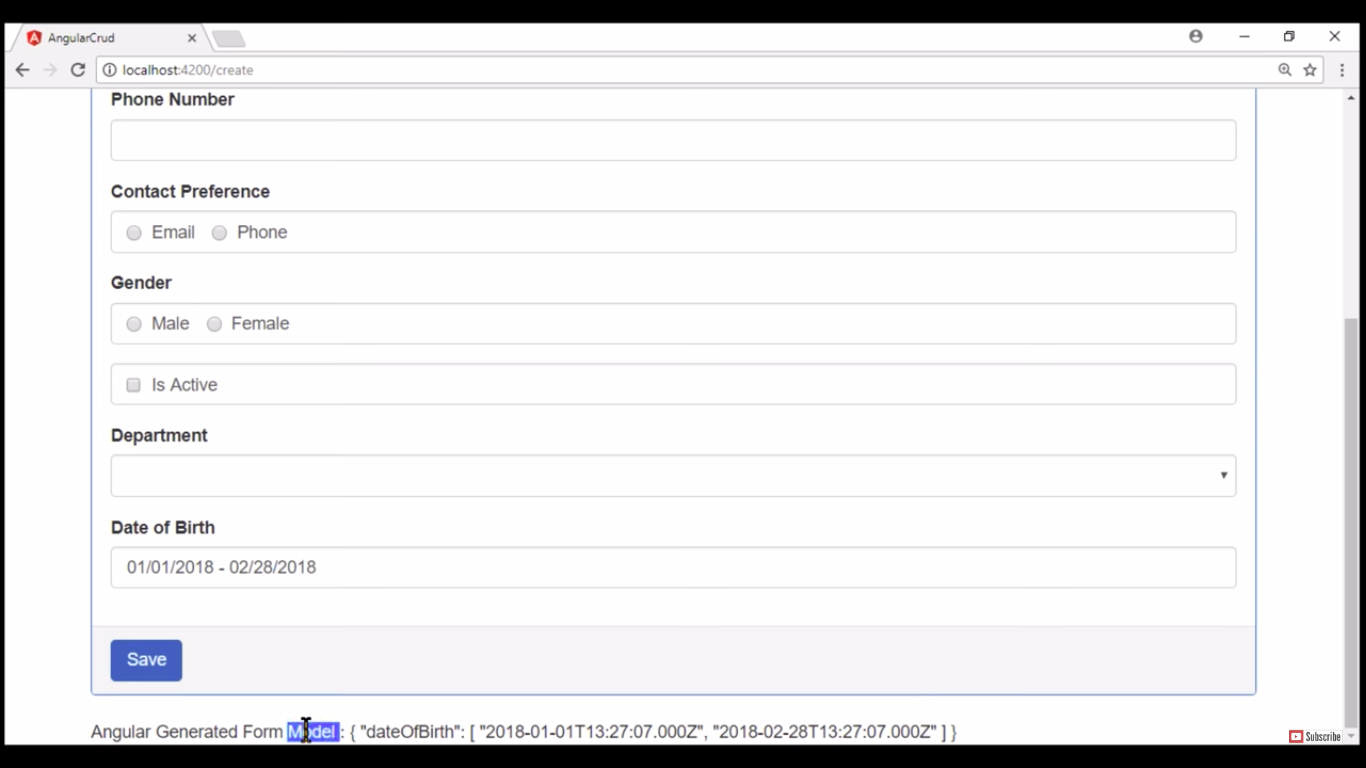 AngularCrud
localhost:4200/create
Phone Number
Contact Preference
Email Phone
Gender
Male Female
Is Active
Department
Date of Birth
01/01/2018 - 02/28/2018
Save
Angular Generated Form Model : { "dateOfBirth": [ "2018-01-01T13:27:07.000Z", "2018-02-28T13:27:07.000Z" ] }
Subscribe